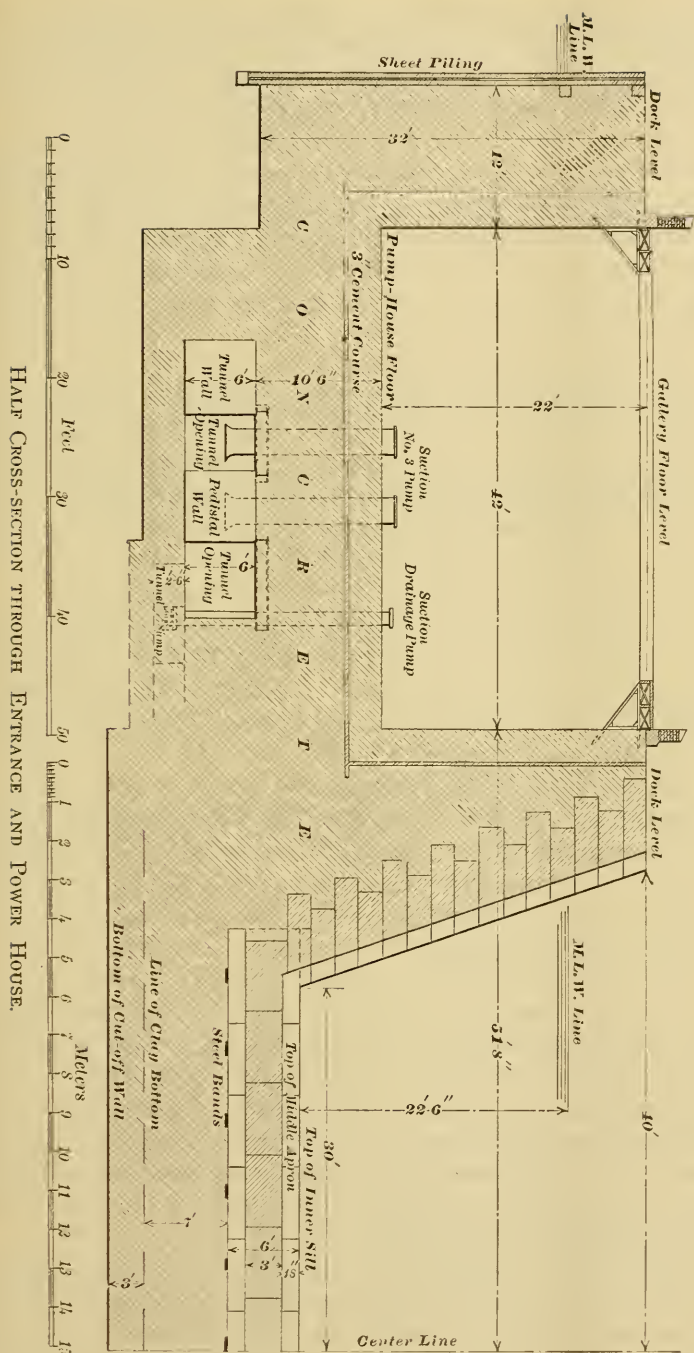 M.L.W.
Line
Sheet Piling
Dock Level
32'
12'
Gallery Floor Level
22'
42'
Pump-House Floor
3" Cement Course
CONCRETE
10' 6"
6'
Tunnel
Wall
Tunnel
Opening
Pedistal
Wall
Tunnel
Opening
6'
2' 6"
Tunnel
Sump
Suction
No. 3 Pump
Suction
Drainage Pump
Dock Level
M.L.W. Line
51' 8"
40'
22' 6"
30'
Top of Inner Sill
Top of Middle Apron
Steel Bands
Line of Clay Bottom
Bottom of Cut-off Wall
7'
6'
3'
18"
3'
Center Line
0 10 20 30 40 50
Feet
0 1 2 3 4 5 6 7 8 9 10 11 12 13 14 15
Meters
HALF CROSS-SECTION THROUGH ENTRANCE AND POWER HOUSE.